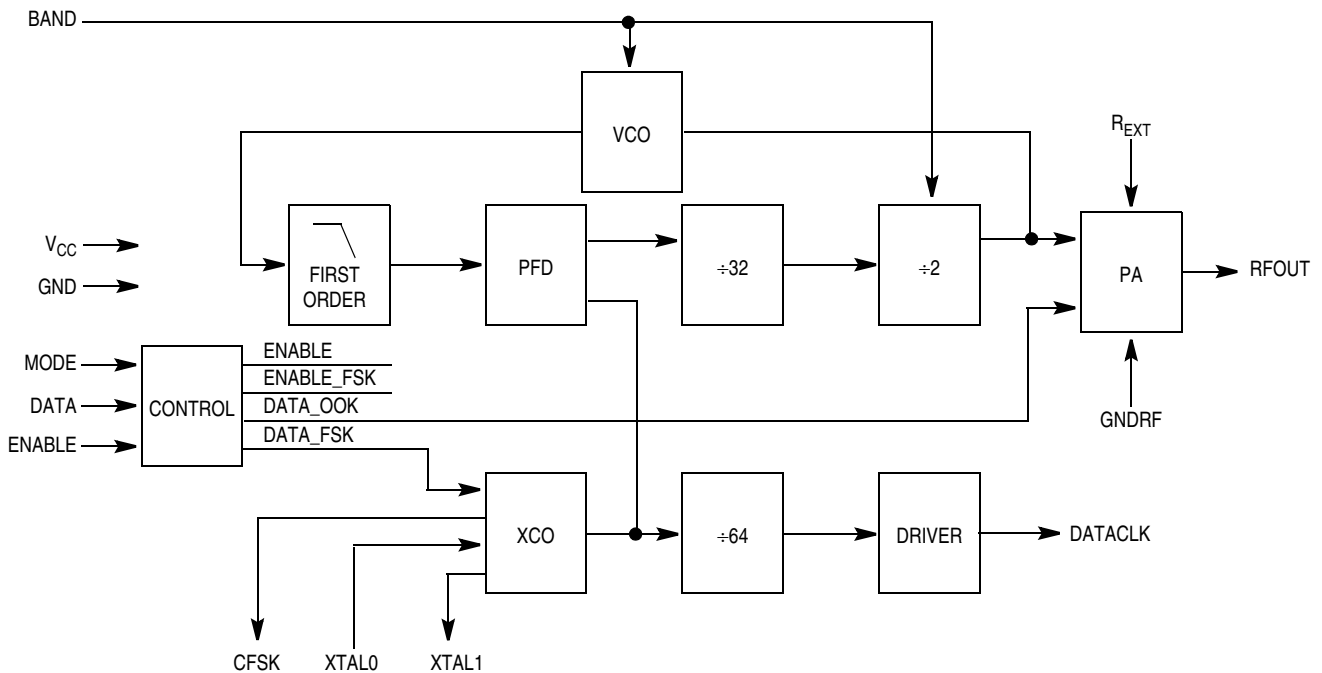 BAND
VCO
R_EXT
V_CC
GND
FIRST
ORDER
PFD
÷32
÷2
PA
RFOUT
MODE
DATA
ENABLE
CONTROL
ENABLE
ENABLE_FSK
DATA_OOK
DATA_FSK
GNDRF
XCO
÷64
DRIVER
DATACLK
CFSK
XTAL0
XTAL1